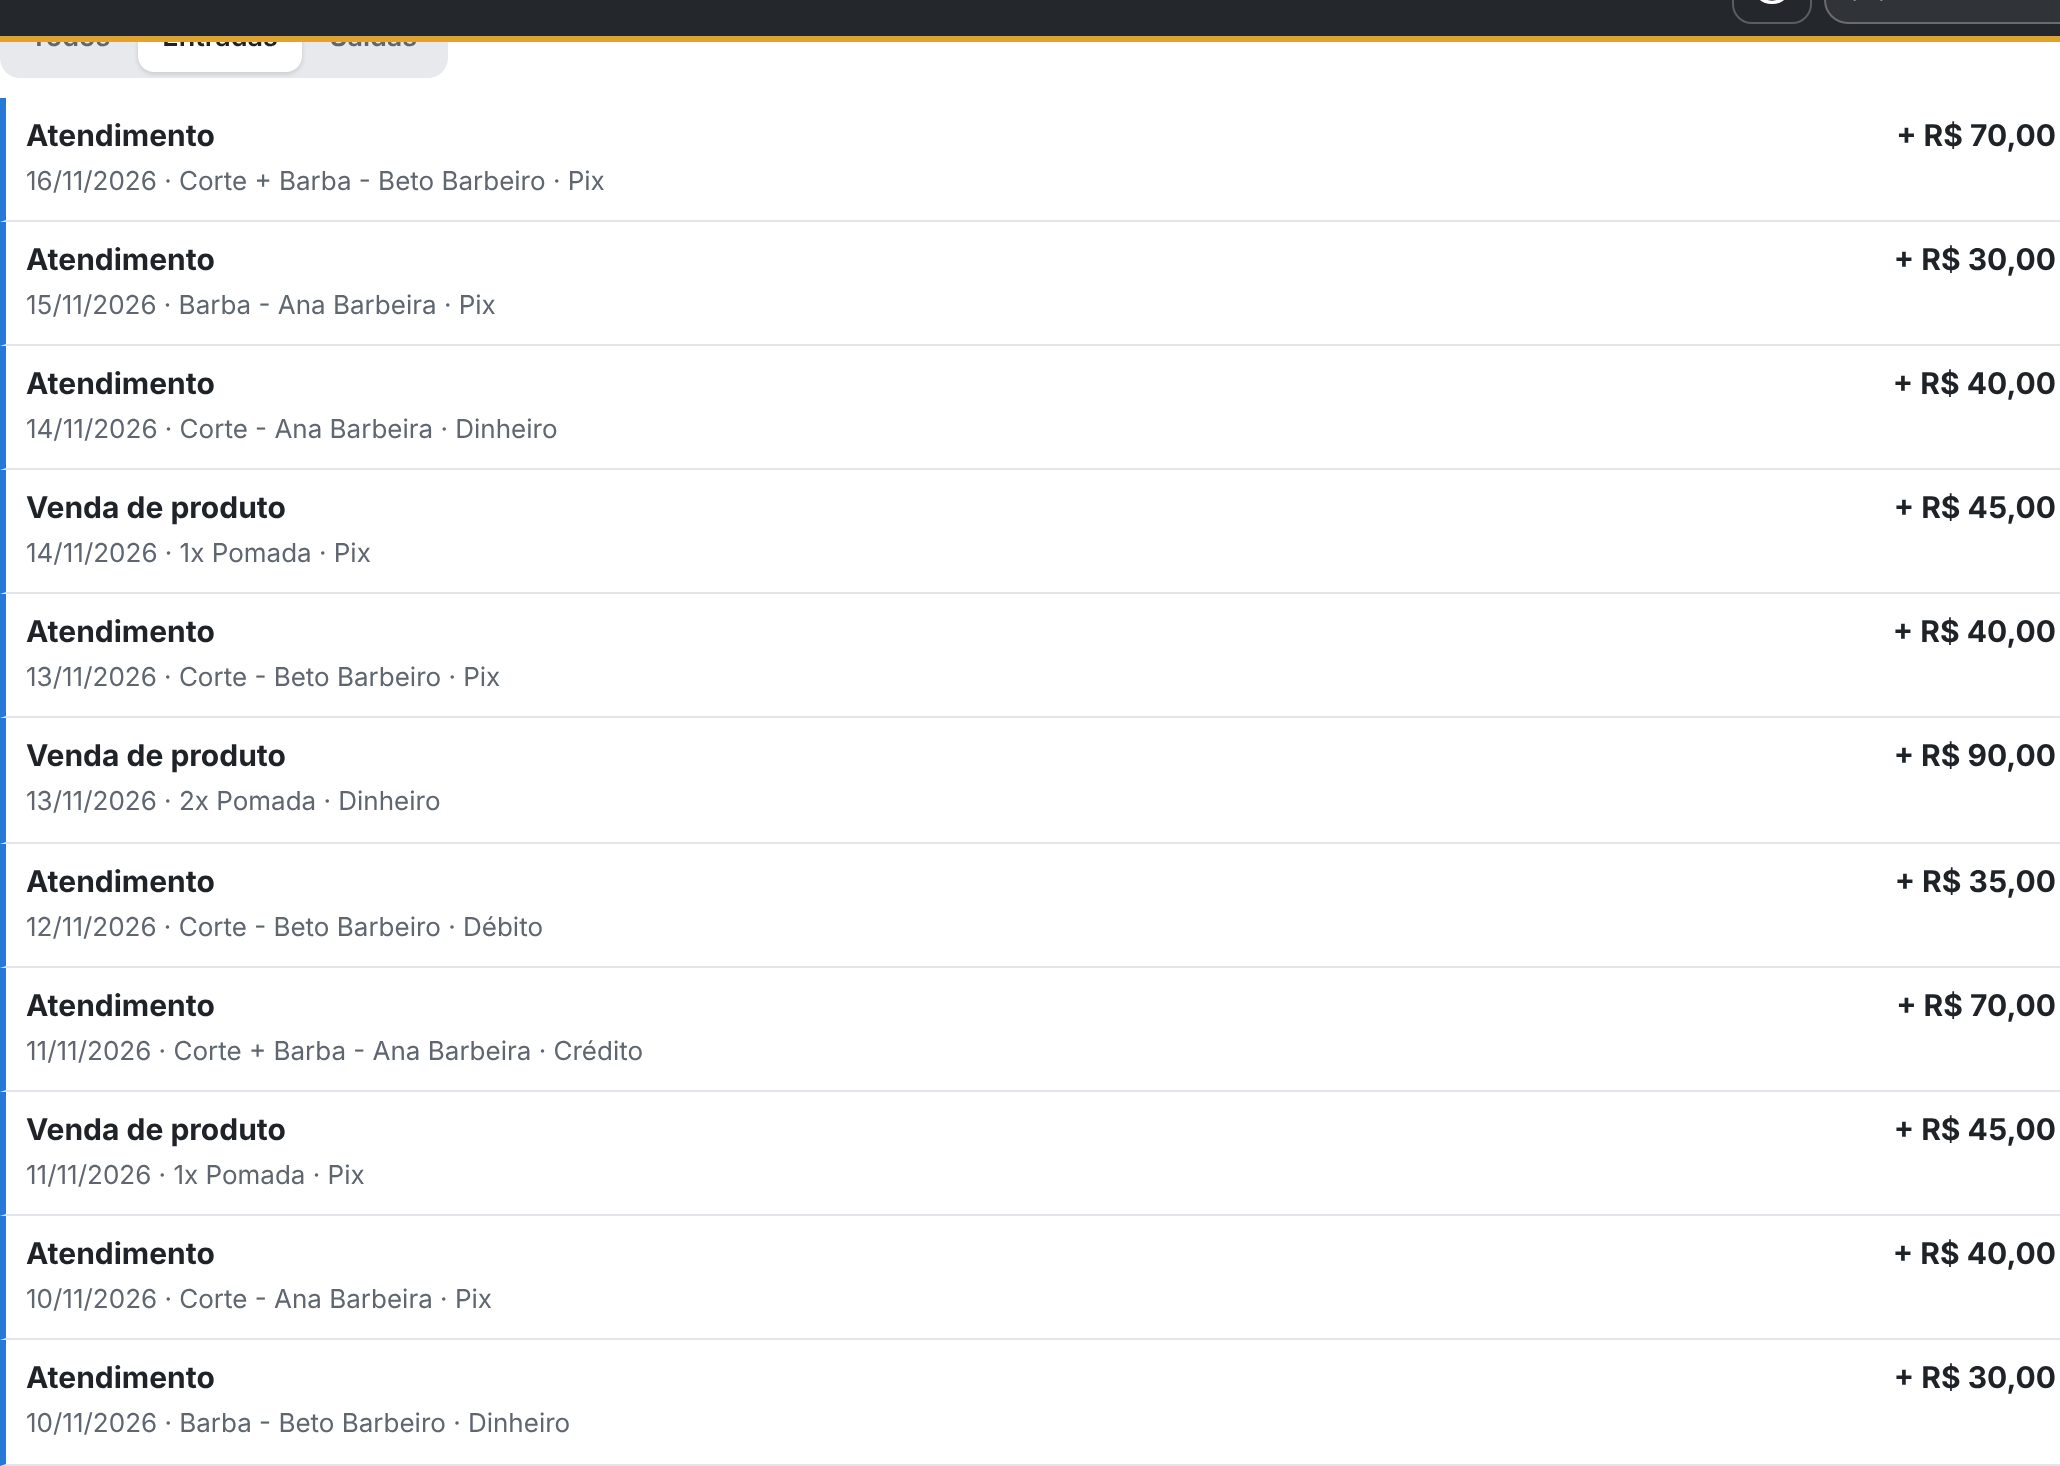 Todos Entradas Saídas
Atendimento + R$ 70,00
16/11/2026 · Corte + Barba - Beto Barbeiro · Pix
Atendimento + R$ 30,00
15/11/2026 · Barba - Ana Barbeira · Pix
Atendimento + R$ 40,00
14/11/2026 · Corte - Ana Barbeira · Dinheiro
Venda de produto + R$ 45,00
14/11/2026 · 1x Pomada · Pix
Atendimento + R$ 40,00
13/11/2026 · Corte - Beto Barbeiro · Pix
Venda de produto + R$ 90,00
13/11/2026 · 2x Pomada · Dinheiro
Atendimento + R$ 35,00
12/11/2026 · Corte - Beto Barbeiro · Débito
Atendimento + R$ 70,00
11/11/2026 · Corte + Barba - Ana Barbeira · Crédito
Venda de produto + R$ 45,00
11/11/2026 · 1x Pomada · Pix
Atendimento + R$ 40,00
10/11/2026 · Corte - Ana Barbeira · Pix
Atendimento + R$ 30,00
10/11/2026 · Barba - Beto Barbeiro · Dinheiro